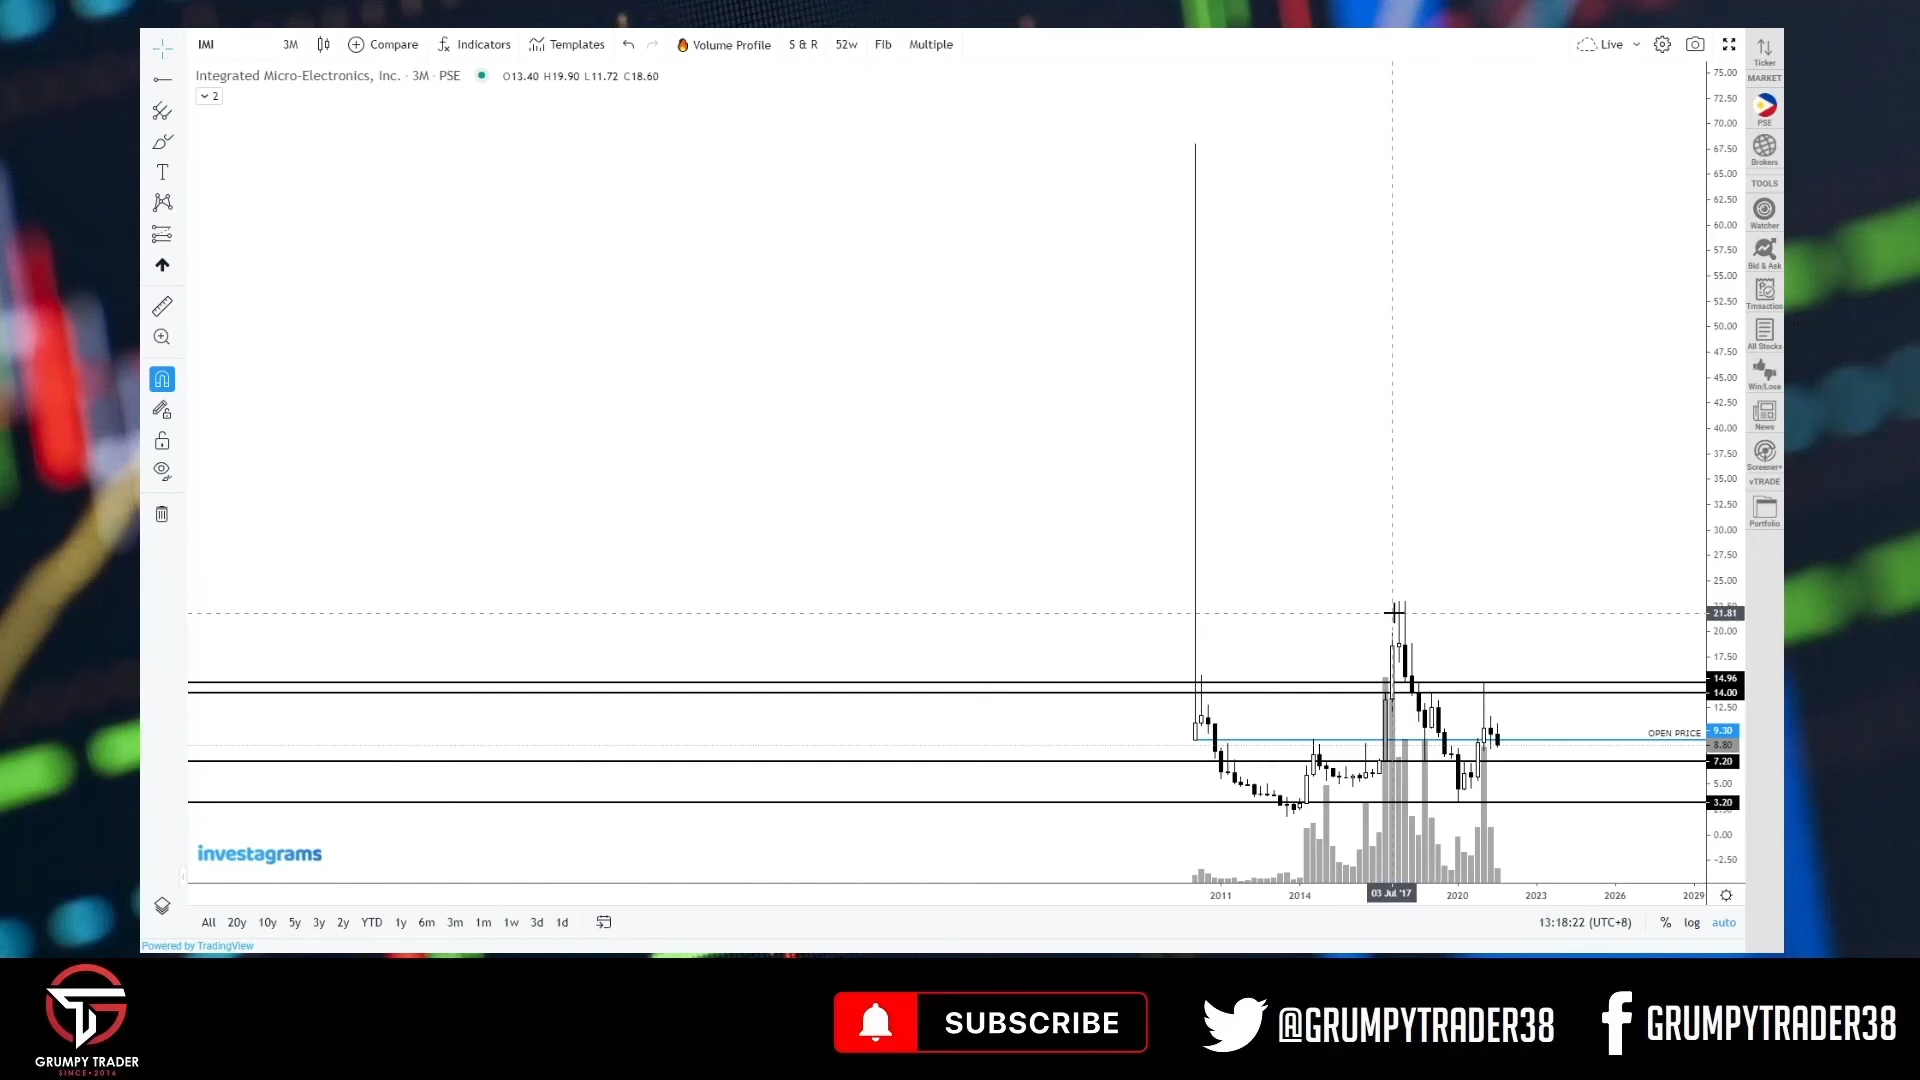 IMI 3M Compare Indicators Templates Volume Profile S & R 52w Fib Multiple Live
Ticker
Integrated Micro-Electronics, Inc. · 3M · PSE O13.40 H19.90 L11.72 C18.60
2
MARKET
PSE
Brokers
TOOLS
Watcher
Bid & Ask
Trnsaction
All Stocks
Win/Lose
News
Screener+
vTRADE
Portfolio
75.00
72.50
70.00
67.50
65.00
62.50
60.00
57.50
55.00
52.50
50.00
47.50
45.00
42.50
40.00
37.50
35.00
32.50
30.00
27.50
25.00
21.81
20.00
17.50
14.96
14.00
12.50
OPEN PRICE 9.30
8.80
7.20
5.00
3.20
0.00
−2.50
investagrams
2011 2014 03 Jul '17 2020 2023 2026 2029
All 20y 10y 5y 3y 2y YTD 1y 6m 3m 1m 1w 3d 1d 13:18:22 (UTC+8) % log auto
Powered by TradingView
GRUMPY TRADER
SINCE•2016
SUBSCRIBE
@GRUMPYTRADER38
GRUMPYTRADER38